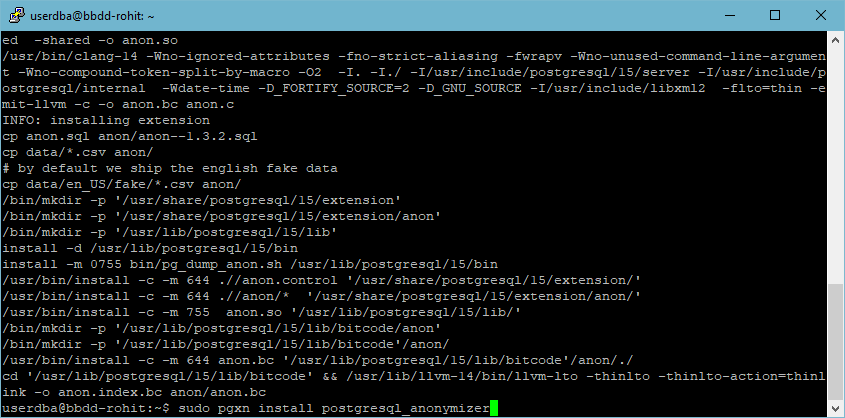 userdba@bbdd-rohit: ~
ed  -shared -o anon.so
/usr/bin/clang-14 -Wno-ignored-attributes -fno-strict-aliasing -fwrapv -Wno-unused-command-line-argumen
t -Wno-compound-token-split-by-macro -O2  -I. -I./ -I/usr/include/postgresql/15/server -I/usr/include/p
ostgresql/internal  -Wdate-time -D_FORTIFY_SOURCE=2 -D_GNU_SOURCE -I/usr/include/libxml2  -flto=thin -e
mit-llvm -c -o anon.bc anon.c
INFO: installing extension
cp anon.sql anon/anon--1.3.2.sql
cp data/*.csv anon/
# by default we ship the english fake data
cp data/en_US/fake/*.csv anon/
/bin/mkdir -p '/usr/share/postgresql/15/extension'
/bin/mkdir -p '/usr/share/postgresql/15/extension/anon'
/bin/mkdir -p '/usr/lib/postgresql/15/lib'
install -d /usr/lib/postgresql/15/bin
install -m 0755 bin/pg_dump_anon.sh /usr/lib/postgresql/15/bin
/usr/bin/install -c -m 644 .//anon.control '/usr/share/postgresql/15/extension/'
/usr/bin/install -c -m 644 .//anon/*  '/usr/share/postgresql/15/extension/anon/'
/usr/bin/install -c -m 755  anon.so '/usr/lib/postgresql/15/lib/'
/bin/mkdir -p '/usr/lib/postgresql/15/lib/bitcode/anon'
/bin/mkdir -p '/usr/lib/postgresql/15/lib/bitcode'/anon/
/usr/bin/install -c -m 644 anon.bc '/usr/lib/postgresql/15/lib/bitcode'/anon/./
cd '/usr/lib/postgresql/15/lib/bitcode' && /usr/lib/llvm-14/bin/llvm-lto -thinlto -thinlto-action=thinl
ink -o anon.index.bc anon/anon.bc
userdba@bbdd-rohit:~$ sudo pgxn install postgresql_anonymizer